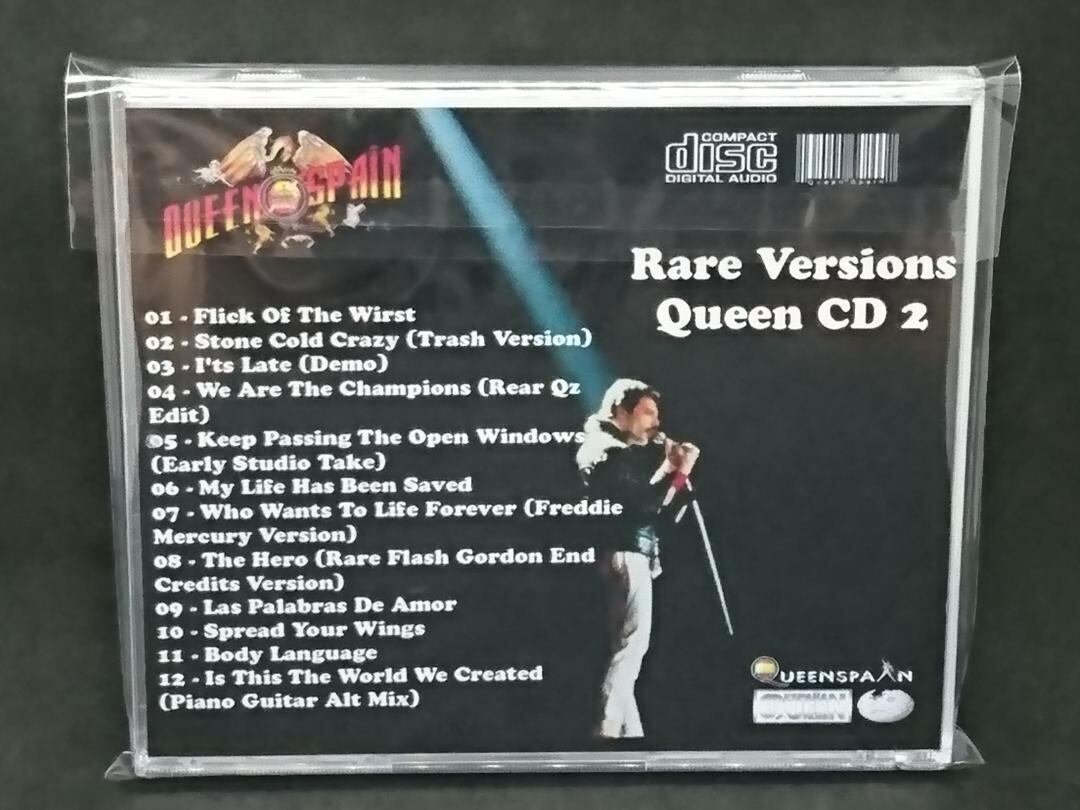 QUEEN SPAIN
COMPACT
disc
DIGITAL AUDIO
Queen Spain
Rare Versions
Queen CD 2
01 - Flick Of The Wirst
02 - Stone Cold Crazy (Trash Version)
03 - I'ts Late (Demo)
04 - We Are The Champions (Rear Qz
Edit)
05 - Keep Passing The Open Windows
(Early Studio Take)
06 - My Life Has Been Saved
07 - Who Wants To Life Forever (Freddie
Mercury Version)
08 - The Hero (Rare Flash Gordon End
Credits Version)
09 - Las Palabras De Amor
10 - Spread Your Wings
11 - Body Language
12 - Is This The World We Created
(Piano Guitar Alt Mix)
QUEENSPAIN